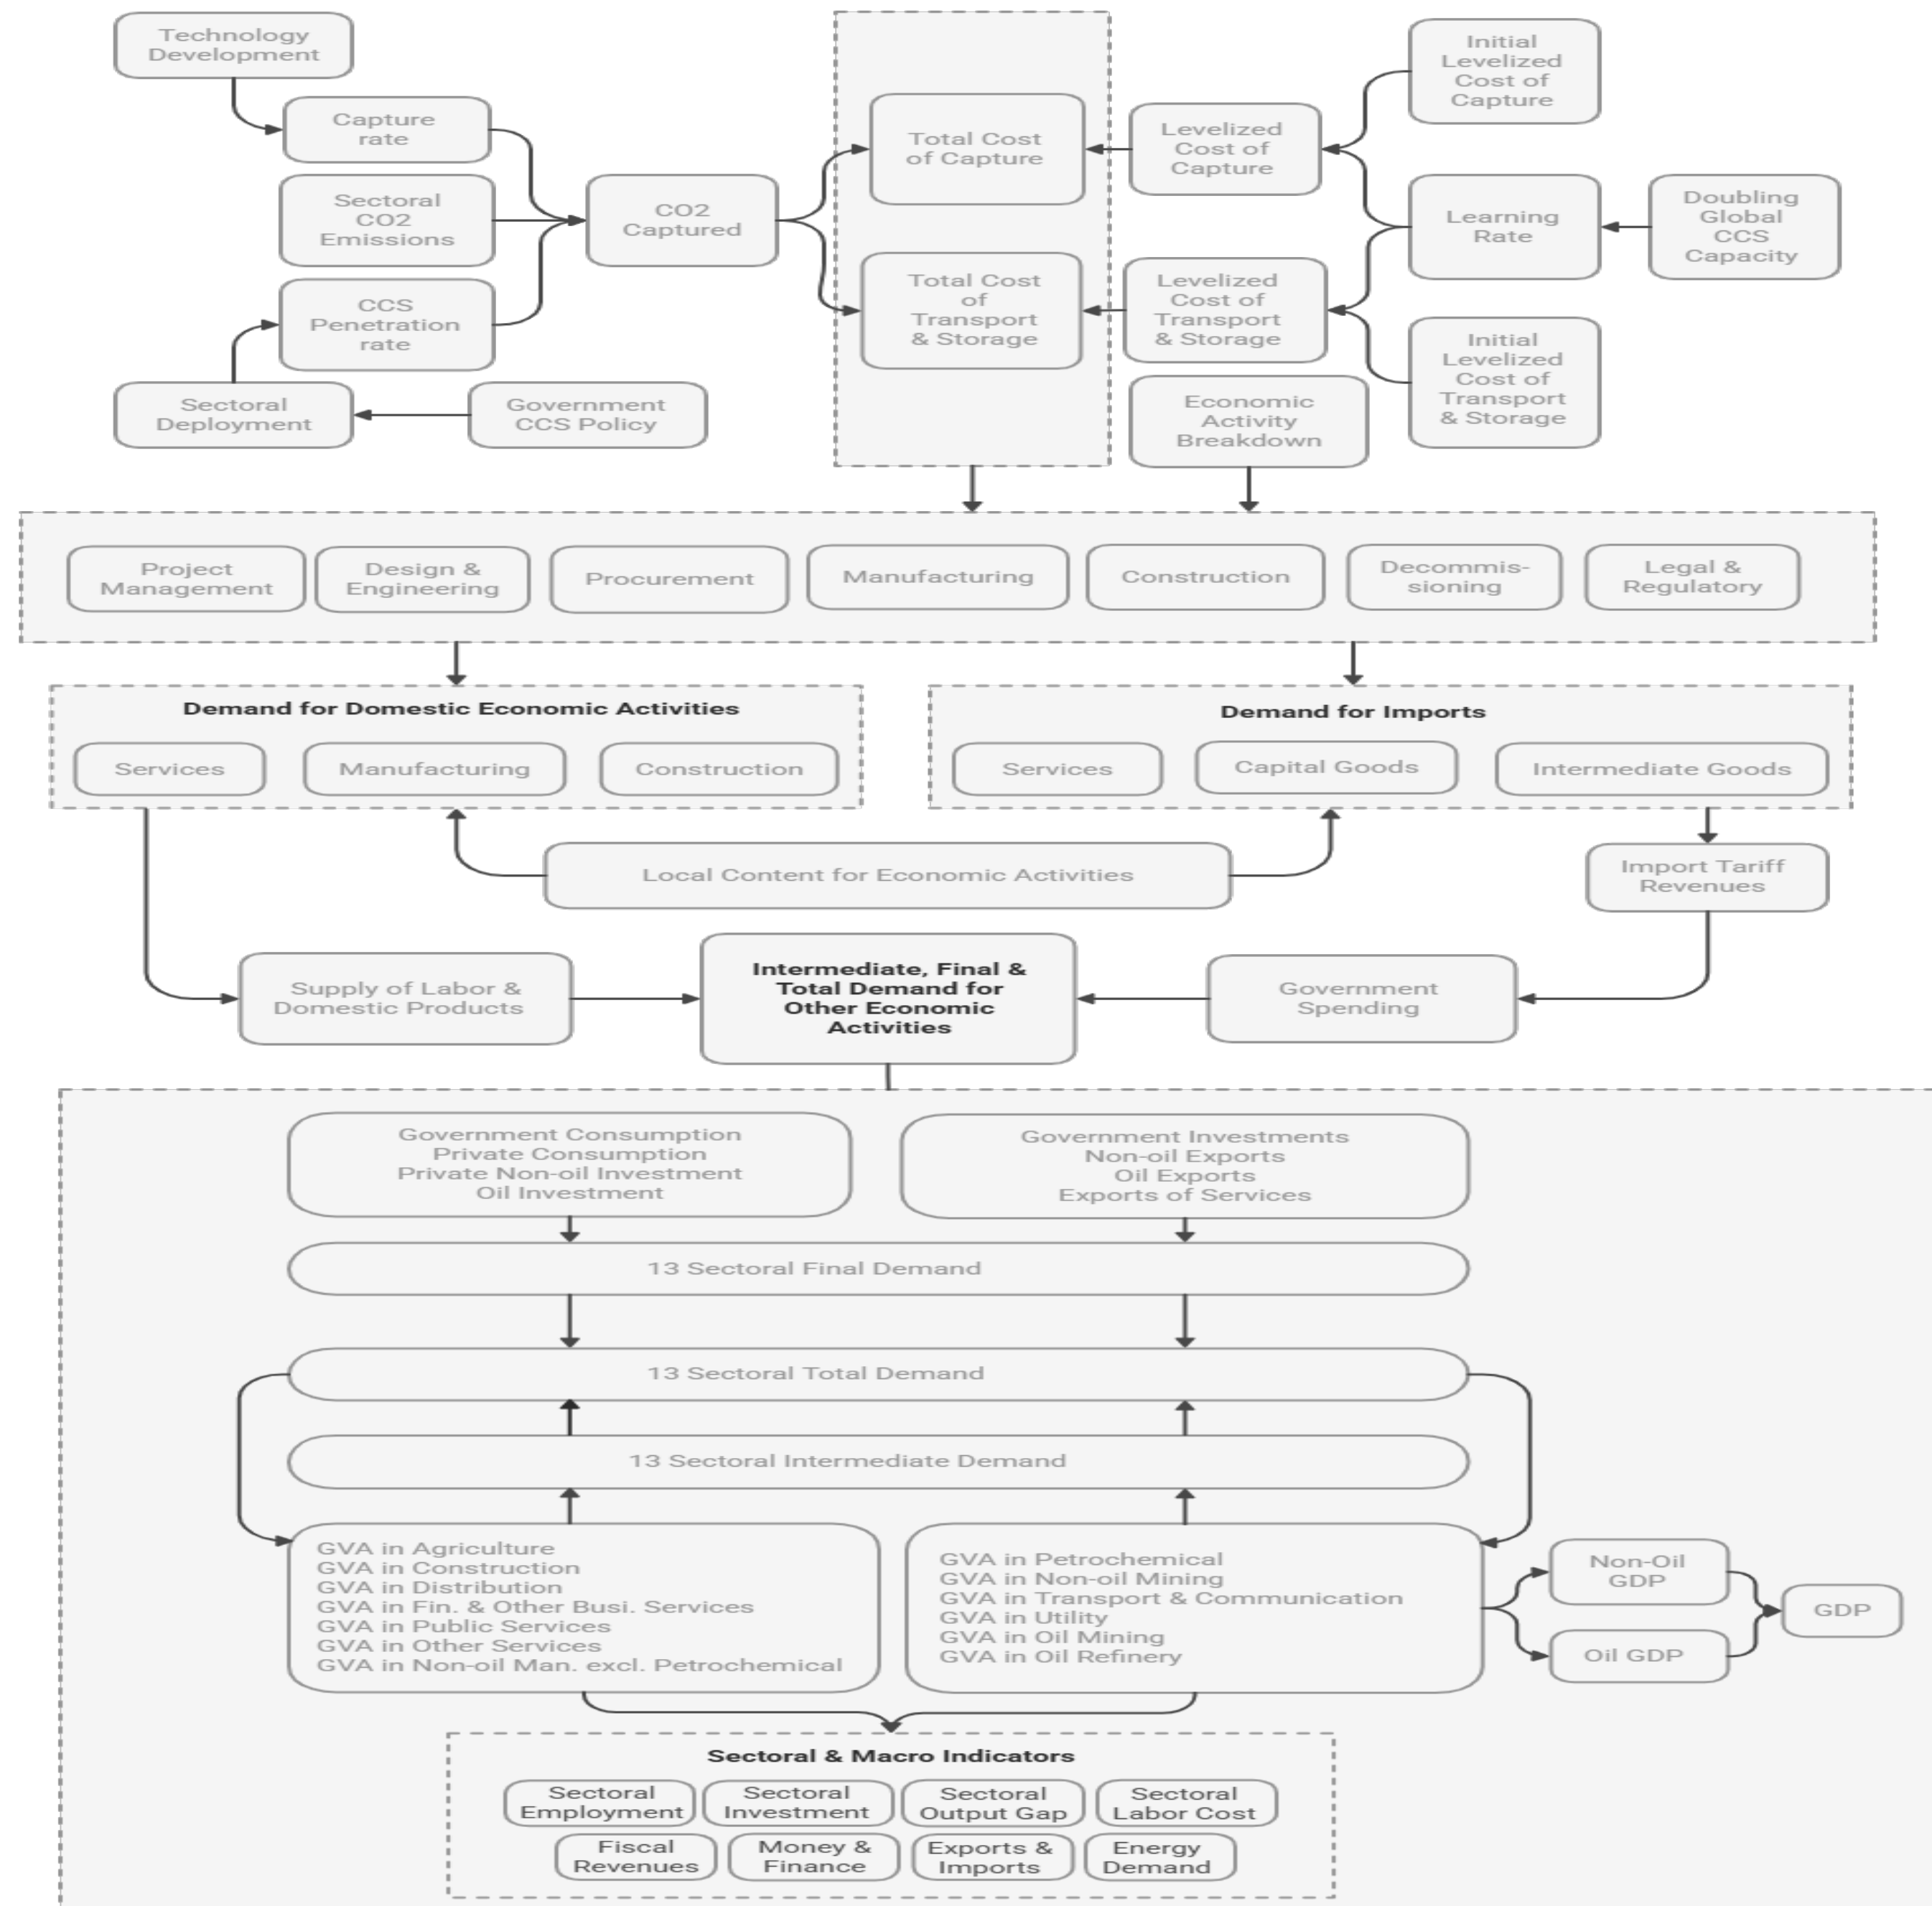 Technology
Development
Capture
rate
Sectoral
CO2
Emissions
CCS
Penetration
rate
Sectoral
Deployment
Government
CCS Policy
CO2
Captured
Total Cost
of Capture
Total Cost
of
Transport
& Storage
Levelized
Cost of
Capture
Levelized
Cost of
Transport
& Storage
Economic
Activity
Breakdown
Initial
Levelized
Cost of
Capture
Learning
Rate
Doubling
Global
CCS
Capacity
Initial
Levelized
Cost of
Transport
& Storage
Project
Management
Design &
Engineering
Procurement
Manufacturing
Construction
Decommis-
sioning
Legal &
Regulatory
Demand for Domestic Economic Activities
Services
Manufacturing
Construction
Demand for Imports
Services
Capital Goods
Intermediate Goods
Local Content for Economic Activities
Import Tariff
Revenues
Supply of Labor &
Domestic Products
Intermediate, Final &
Total Demand for
Other Economic
Activities
Government
Spending
Government Consumption
Private Consumption
Private Non-oil Investment
Oil Investment
Government Investments
Non-oil Exports
Oil Exports
Exports of Services
13 Sectoral Final Demand
13 Sectoral Total Demand
13 Sectoral Intermediate Demand
GVA in Agriculture
GVA in Construction
GVA in Distribution
GVA in Fin. & Other Busi. Services
GVA in Public Services
GVA in Other Services
GVA in Non-oil Man. excl. Petrochemical
GVA in Petrochemical
GVA in Non-oil Mining
GVA in Transport & Communication
GVA in Utility
GVA in Oil Mining
GVA in Oil Refinery
Non-Oil
GDP
Oil GDP
GDP
Sectoral & Macro Indicators
Sectoral
Employment
Sectoral
Investment
Sectoral
Output Gap
Sectoral
Labor Cost
Fiscal
Revenues
Money &
Finance
Exports &
Imports
Energy
Demand